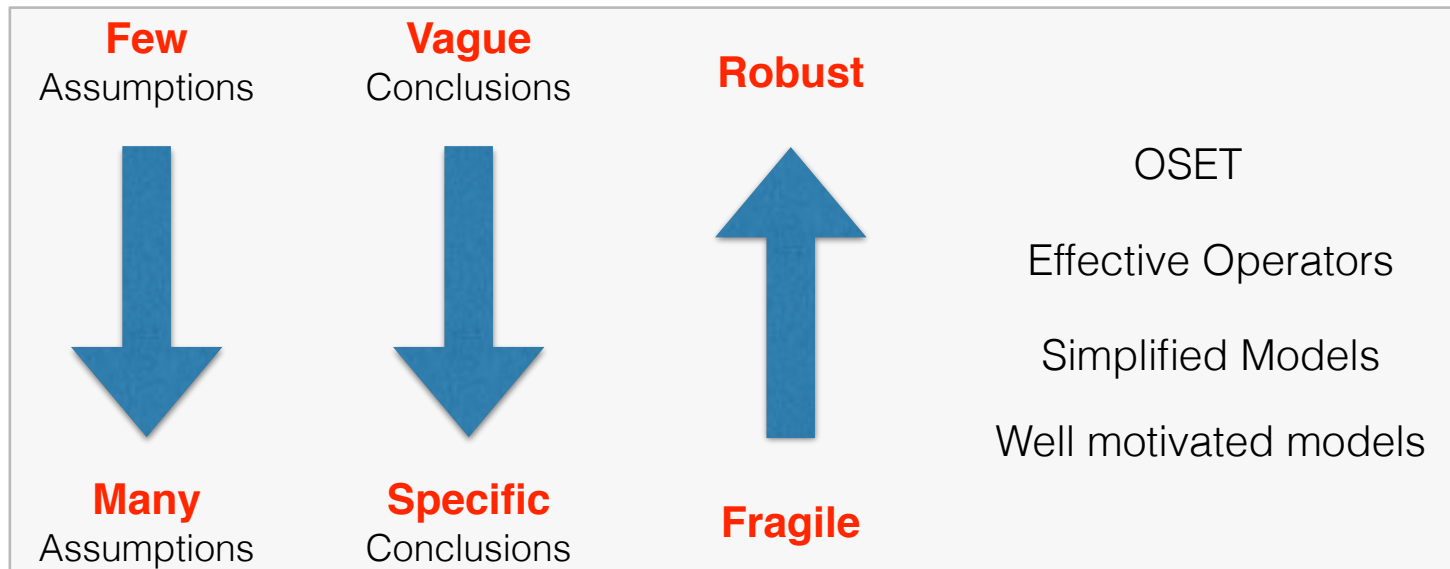 Few
Assumptions
Vague
Conclusions
Robust
OSET
Effective Operators
Simplified Models
Well motivated models
Many
Assumptions
Specific
Conclusions
Fragile